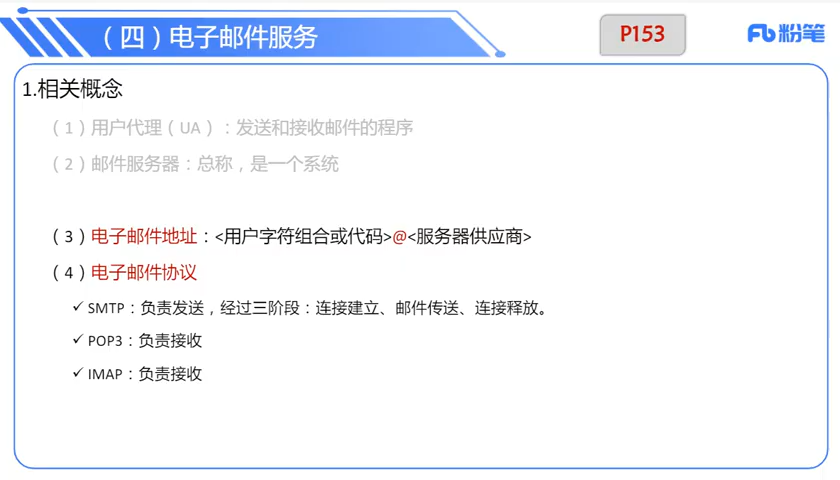 （四）电子邮件服务
P153
粉笔
1.相关概念
（1）用户代理（UA）：发送和接收邮件的程序
（2）邮件服务器：总称，是一个系统
（3）电子邮件地址：<用户字符组合或代码>@<服务器供应商>
（4）电子邮件协议
✓ SMTP：负责发送，经过三阶段：连接建立、邮件传送、连接释放。
✓ POP3：负责接收
✓ IMAP：负责接收